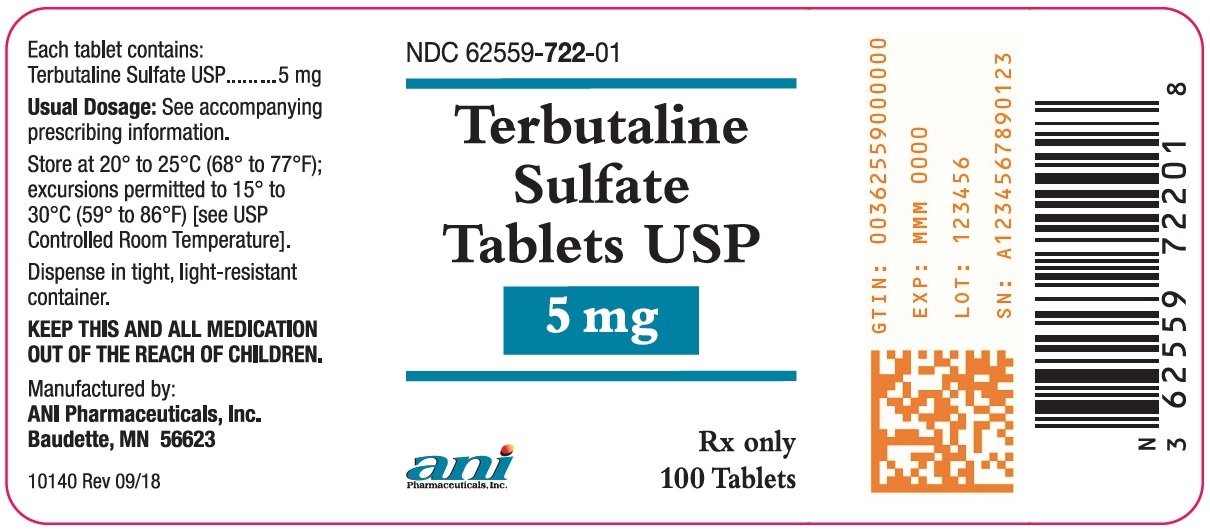 Each tablet contains:
Terbutaline Sulfate USP.........5 mg
Usual Dosage: See accompanying
prescribing information.
Store at 20° to 25°C (68° to 77°F);
excursions permitted to 15° to
30°C (59° to 86°F) [see USP
Controlled Room Temperature].
Dispense in tight, light-resistant
container.
KEEP THIS AND ALL MEDICATION
OUT OF THE REACH OF CHILDREN.
Manufactured by:
ANI Pharmaceuticals, Inc.
Baudette, MN 56623
10140 Rev 09/18
NDC 62559-722-01
Terbutaline
Sulfate
Tablets USP
5 mg
ani
Pharmaceuticals, Inc.
Rx only
100 Tablets
GTIN: 00362559000000
EXP: MMM 0000
LOT: 123456
SN: A1234567890123
N
3 62559 72201 8